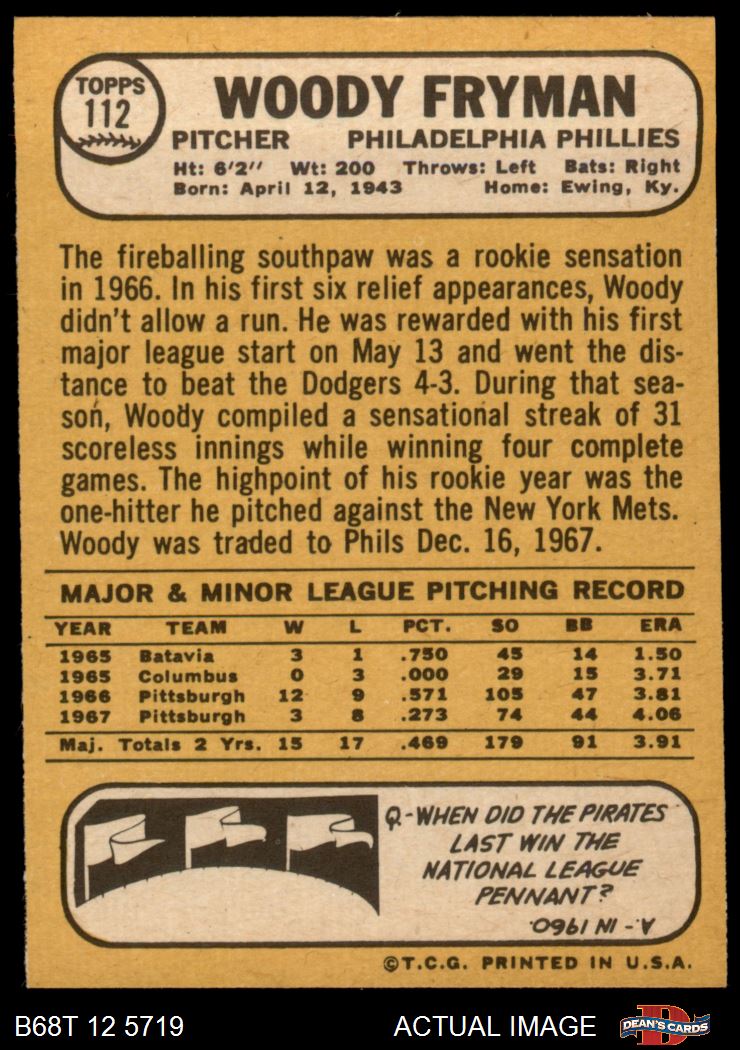 TOPPS
112
WOODY FRYMAN
PITCHER PHILADELPHIA PHILLIES
Ht: 6'2'' Wt: 200 Throws: Left Bats: Right
Born: April 12, 1943 Home: Ewing, Ky.
The fireballing southpaw was a rookie sensation
in 1966. In his first six relief appearances, Woody
didn't allow a run. He was rewarded with his first
major league start on May 13 and went the dis-
tance to beat the Dodgers 4-3. During that sea-
son, Woody compiled a sensational streak of 31
scoreless innings while winning four complete
games. The highpoint of his rookie year was the
one-hitter he pitched against the New York Mets.
Woody was traded to Phils Dec. 16, 1967.
MAJOR & MINOR LEAGUE PITCHING RECORD
YEAR TEAM W L PCT. SO BB ERA
1965 Batavia 3 1 .750 45 14 1.50
1965 Columbus 0 3 .000 29 15 3.71
1966 Pittsburgh 12 9 .571 105 47 3.81
1967 Pittsburgh 3 8 .273 74 44 4.06
Maj. Totals 2 Yrs. 15 17 .469 179 91 3.91
Q-WHEN DID THE PIRATES
LAST WIN THE
NATIONAL LEAGUE
PENNANT?
A.- IN 1960.
©T.C.G. PRINTED IN U.S.A.
B68T 12 5719 ACTUAL IMAGE D DEAN'S CARDS